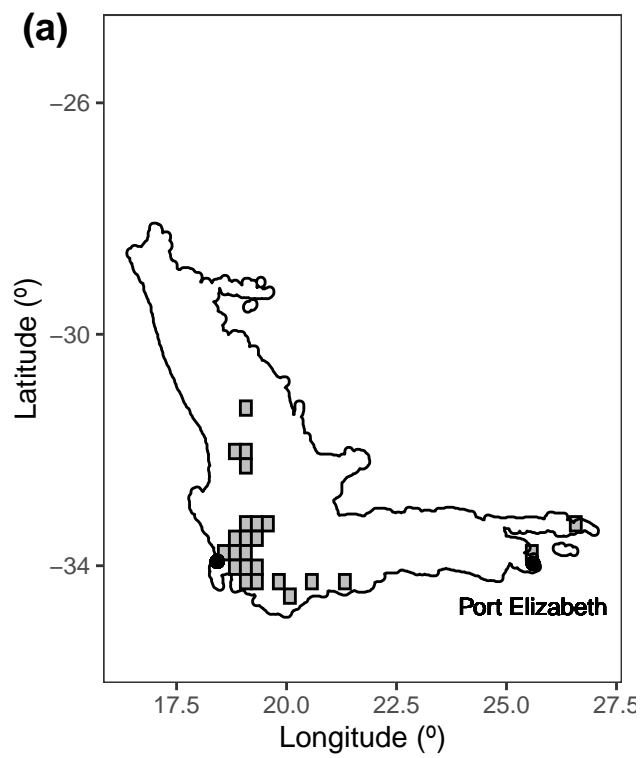 (a)
−26
−30
−34
Latitude (º)
Port Elizabeth
17.5 20.0 22.5 25.0 27.5
Longitude (º)